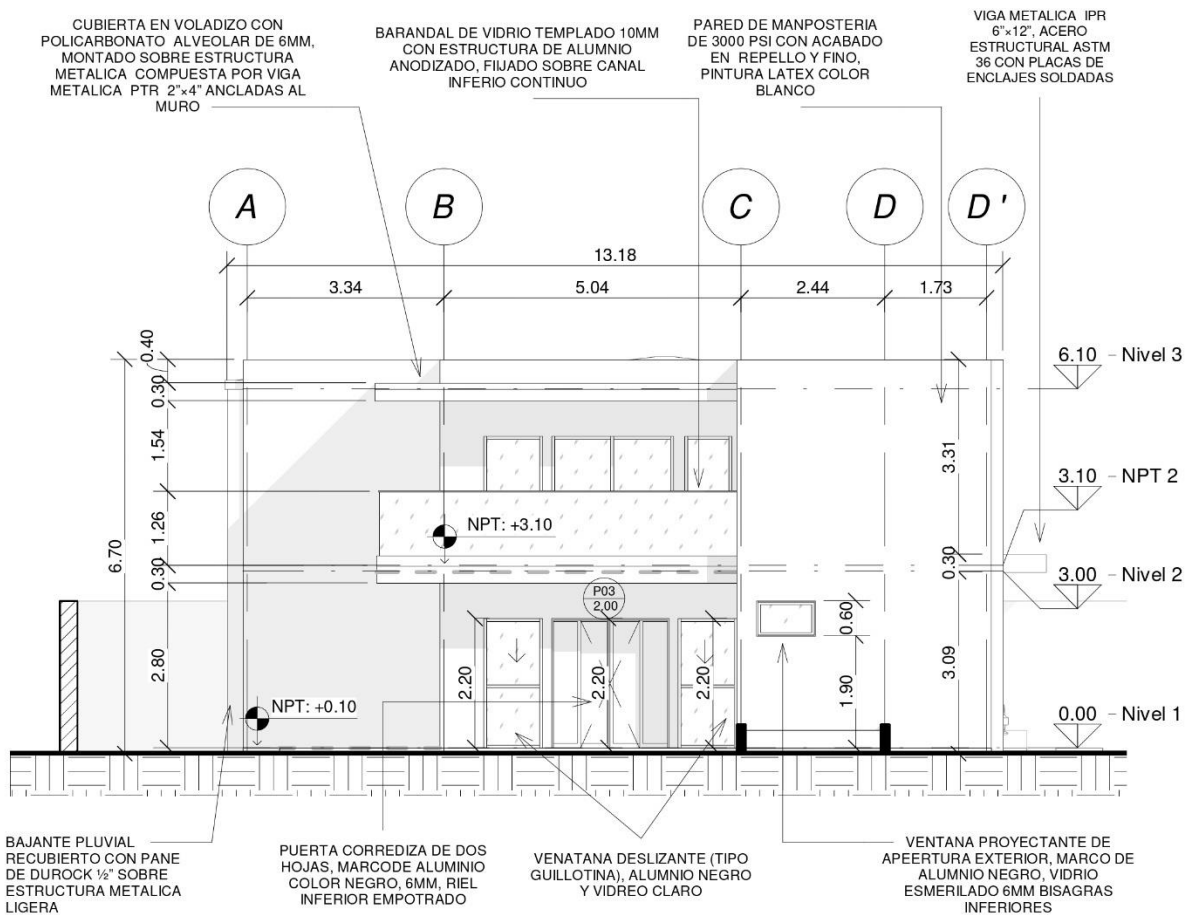 CUBIERTA EN VOLADIZO CON
POLICARBONATO ALVEOLAR DE 6MM,
MONTADO SOBRE ESTRUCTURA
METALICA COMPUESTA POR VIGA
METALICA PTR 2"×4" ANCLADAS AL
MURO
BARANDAL DE VIDRIO TEMPLADO 10MM
CON ESTRUCTURA DE ALUMNIO
ANODIZADO, FIIJADO SOBRE CANAL
INFERIO CONTINUO
PARED DE MANPOSTERIA
DE 3000 PSI CON ACABADO
EN REPELLO Y FINO,
PINTURA LATEX COLOR
BLANCO
VIGA METALICA IPR
6"×12", ACERO
ESTRUCTURAL ASTM
36 CON PLACAS DE
ENCLAJES SOLDADAS
A
B
C
D
D '
13.18
3.34
5.04
2.44
1.73
0.40
0.30
1.54
1.26
0.30
2.80
6.70
6.10 - Nivel 3
3.31
3.10 - NPT 2
NPT: +3.10
0.30
3.00 - Nivel 2
P03
2,00
0.60
2.20
2.20
2.20
1.90
3.09
NPT: +0.10
0.00 - Nivel 1
BAJANTE PLUVIAL
RECUBIERTO CON PANE
DE DUROCK ½" SOBRE
ESTRUCTURA METALICA
LIGERA
PUERTA CORREDIZA DE DOS
HOJAS, MARCODE ALUMINIO
COLOR NEGRO, 6MM, RIEL
INFERIOR EMPOTRADO
VENATANA DESLIZANTE (TIPO
GUILLOTINA), ALUMNIO NEGRO
Y VIDREO CLARO
VENTANA PROYECTANTE DE
APEERTURA EXTERIOR, MARCO DE
ALUMNIO NEGRO, VIDRIO
ESMERILADO 6MM BISAGRAS
INFERIORES